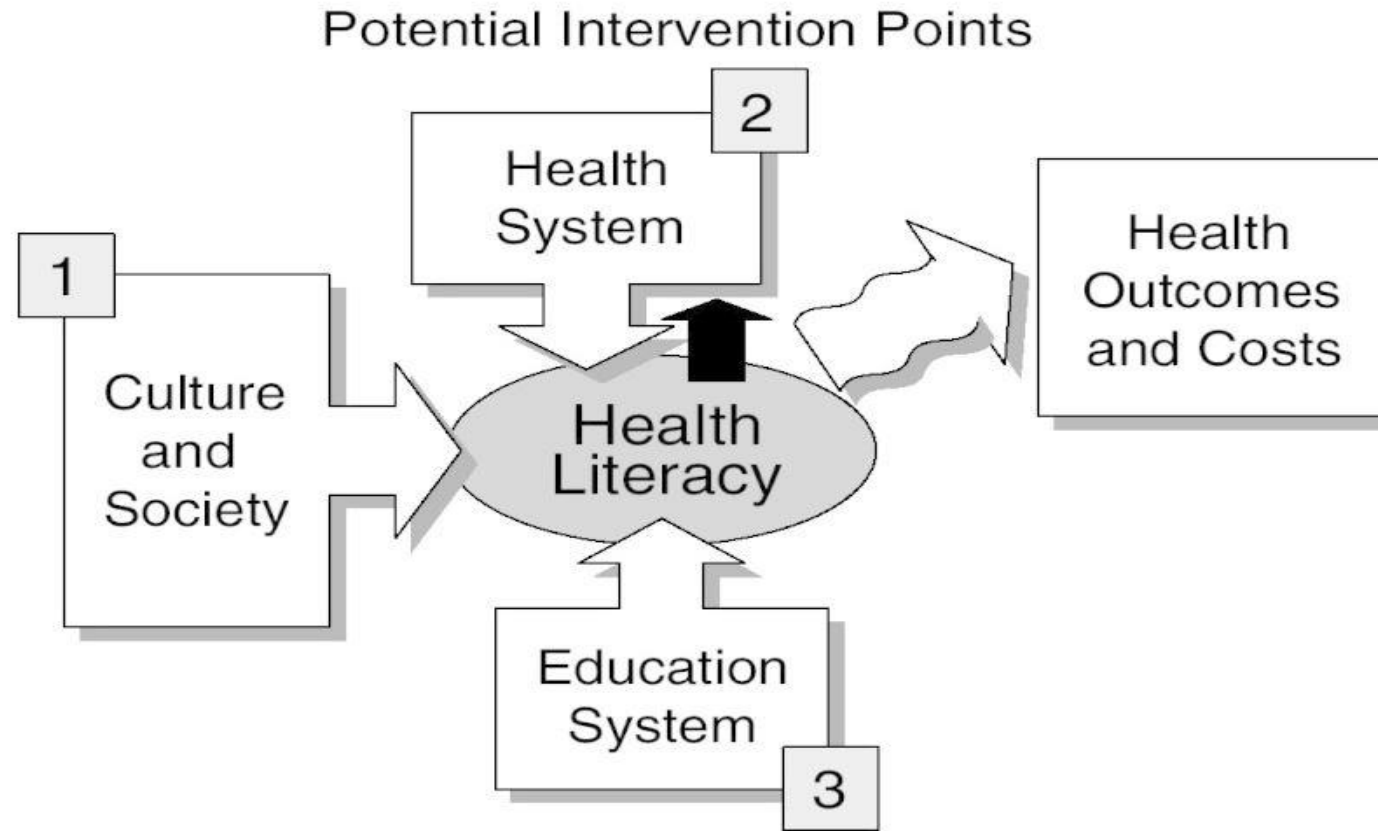 Potential Intervention Points
2
Health
System
1
Culture
and
Society
Health
Outcomes
and Costs
Health
Literacy
Education
System
3